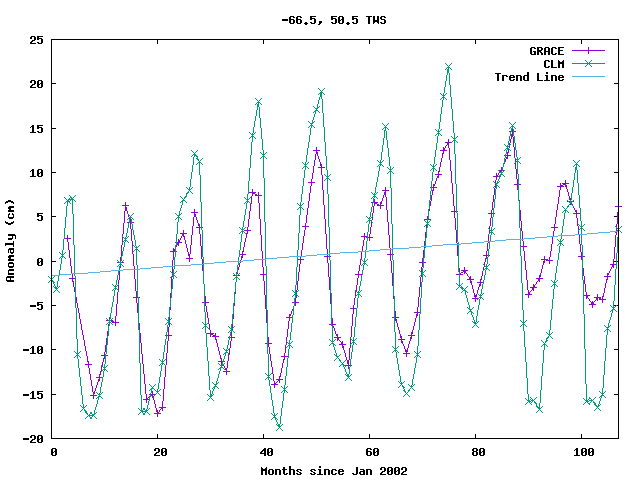 -66.5, 50.5 TWS
GRACE
CLM
Trend Line
Anomaly (cm)
25
20
15
10
5
0
-5
-10
-15
-20
0 20 40 60 80 100
Months since Jan 2002